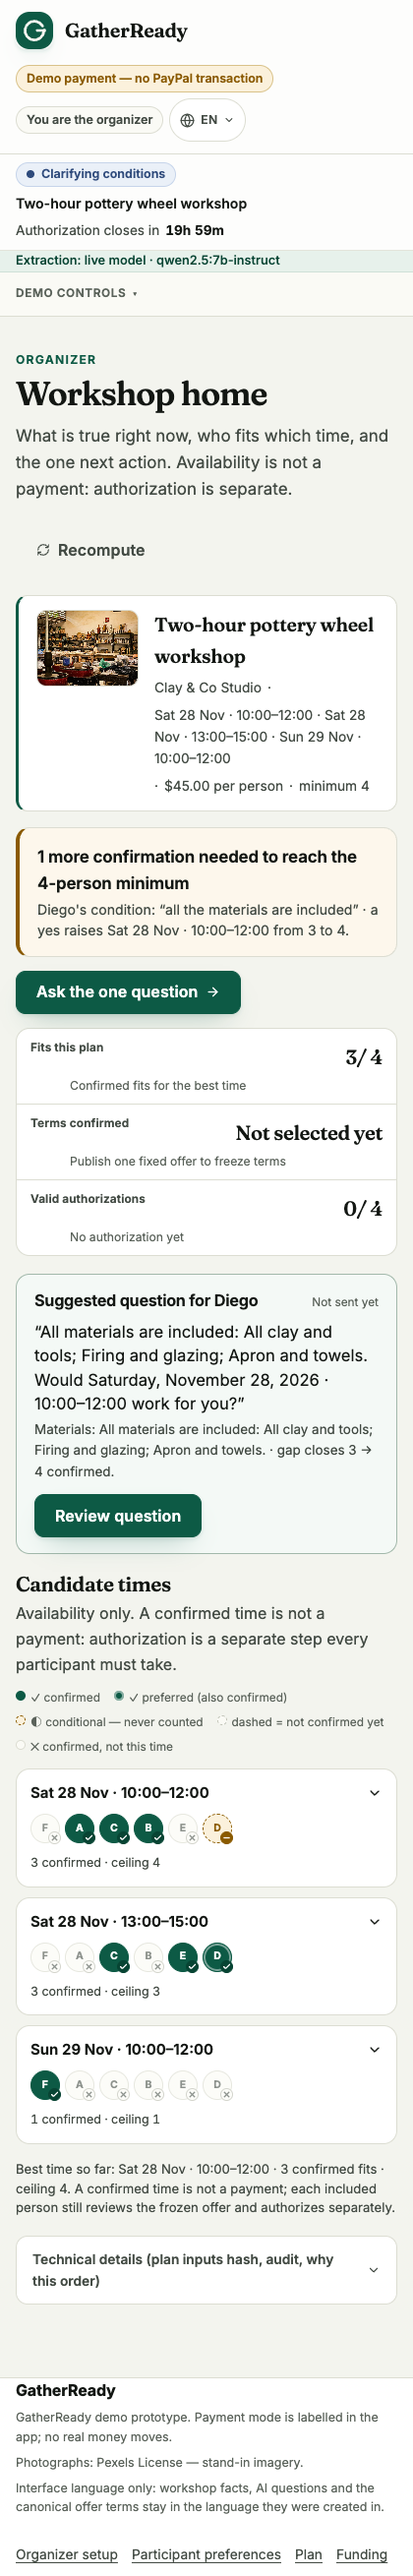 GatherReady
Demo payment — no PayPal transaction
You are the organizer
EN
Clarifying conditions
Two-hour pottery wheel workshop
Authorization closes in 19h 59m
Extraction: live model · qwen2.5:7b-instruct
DEMO CONTROLS
ORGANIZER
Workshop home
What is true right now, who fits which time, and
the one next action. Availability is not a
payment: authorization is separate.
Recompute
Two-hour pottery wheel
workshop
Clay & Co Studio ·
Sat 28 Nov · 10:00–12:00 · Sat 28
Nov · 13:00–15:00 · Sun 29 Nov ·
10:00–12:00
· $45.00 per person · minimum 4
1 more confirmation needed to reach the
4-person minimum
Diego's condition: “all the materials are included” · a
yes raises Sat 28 Nov · 10:00–12:00 from 3 to 4.
Ask the one question →
Fits this plan
3/4
Confirmed fits for the best time
Terms confirmed
Not selected yet
Publish one fixed offer to freeze terms
Valid authorizations
0/4
No authorization yet
Suggested question for Diego
Not sent yet
“All materials are included: All clay and
tools; Firing and glazing; Apron and towels.
Would Saturday, November 28, 2026 ·
10:00–12:00 work for you?”
Materials: All materials are included: All clay and tools;
Firing and glazing; Apron and towels. · gap closes 3 →
4 confirmed.
Review question
Candidate times
Availability only. A confirmed time is not a
payment: authorization is a separate step every
participant must take.
✓ confirmed ✓ preferred (also confirmed)
◐ conditional — never counted dashed = not confirmed yet
✕ confirmed, not this time
Sat 28 Nov · 10:00–12:00
F A C B E D
3 confirmed · ceiling 4
Sat 28 Nov · 13:00–15:00
F A C B E D
3 confirmed · ceiling 3
Sun 29 Nov · 10:00–12:00
F A C B E D
1 confirmed · ceiling 1
Best time so far: Sat 28 Nov · 10:00–12:00 · 3 confirmed fits ·
ceiling 4. A confirmed time is not a payment; each included
person still reviews the frozen offer and authorizes separately.
Technical details (plan inputs hash, audit, why
this order)
GatherReady
GatherReady demo prototype. Payment mode is labelled in the
app; no real money moves.
Photographs: Pexels License — stand-in imagery.
Interface language only: workshop facts, AI questions and the
canonical offer terms stay in the language they were created in.
Organizer setup Participant preferences Plan Funding